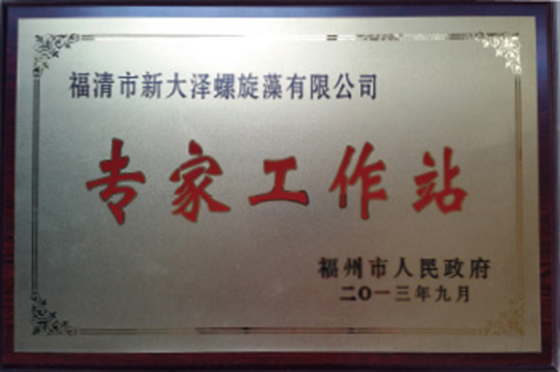 福清市新大泽螺旋藻有限公司
专家工作站
福州市人民政府
二〇一三年九月